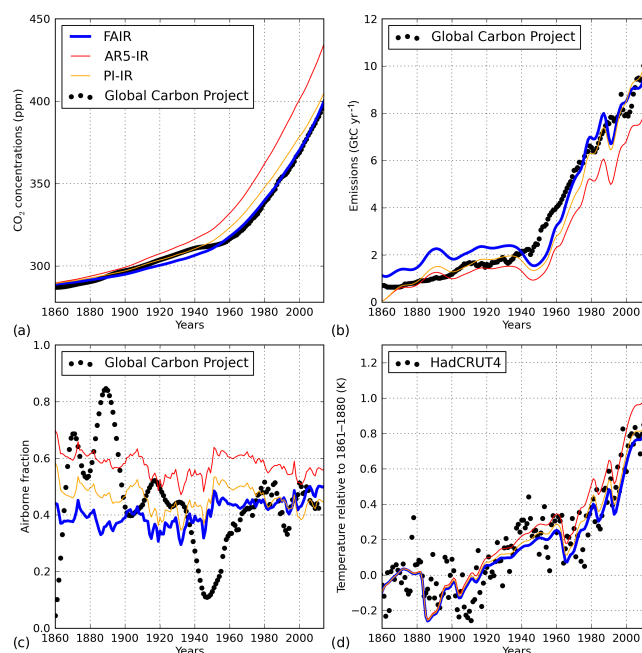 450
400
350
300
CO₂ concentrations (ppm)
FAIR
AR5-IR
PI-IR
Global Carbon Project
1860 1880 1900 1920 1940 1960 1980 2000
Years
(a)
12
10
8
6
4
2
0
Emissions (GtC yr⁻¹)
Global Carbon Project
1860 1880 1900 1920 1940 1960 1980 2000
Years
(b)
1.0
0.8
0.6
0.4
0.2
0.0
Airborne fraction
Global Carbon Project
1860 1880 1900 1920 1940 1960 1980 2000
Years
(c)
1.2
1.0
0.8
0.6
0.4
0.2
0.0
−0.2
Temperature relative to 1861−1880 (K)
HadCRUT4
1860 1880 1900 1920 1940 1960 1980 2000
Years
(d)